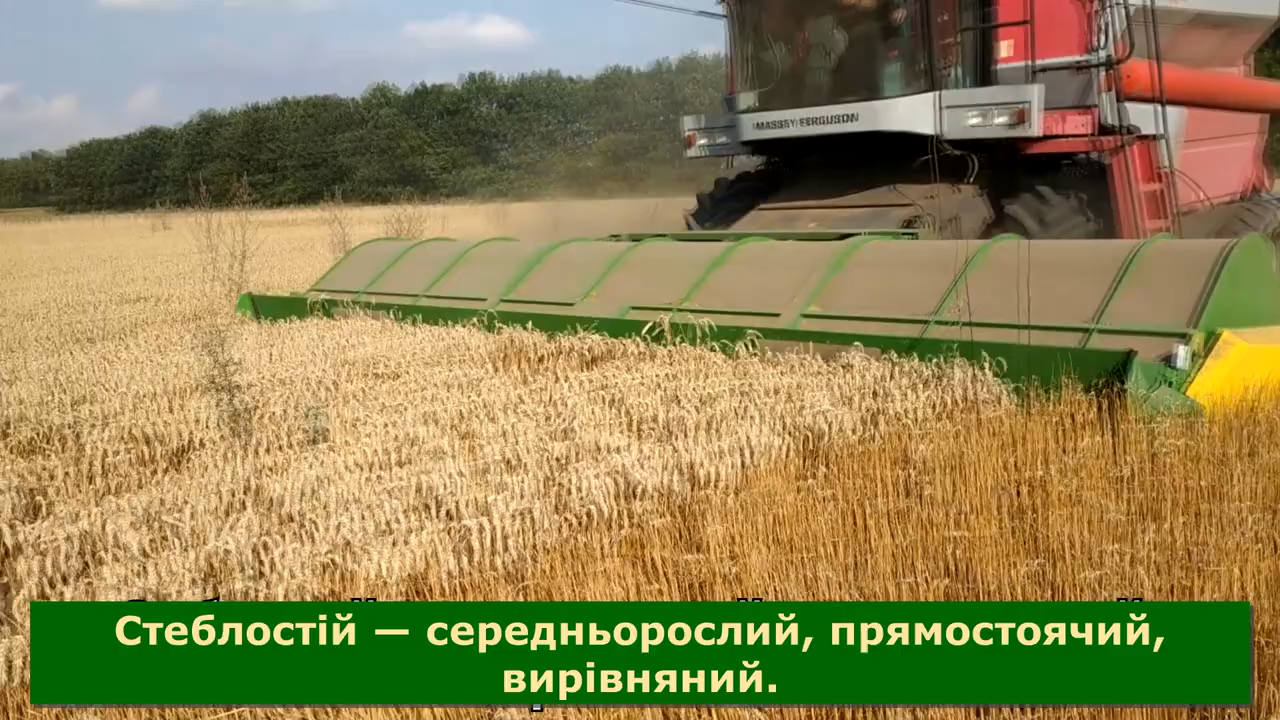 MASSEY FERGUSON
Стеблостій — середньорослий, прямостоячий,
вирівняний.